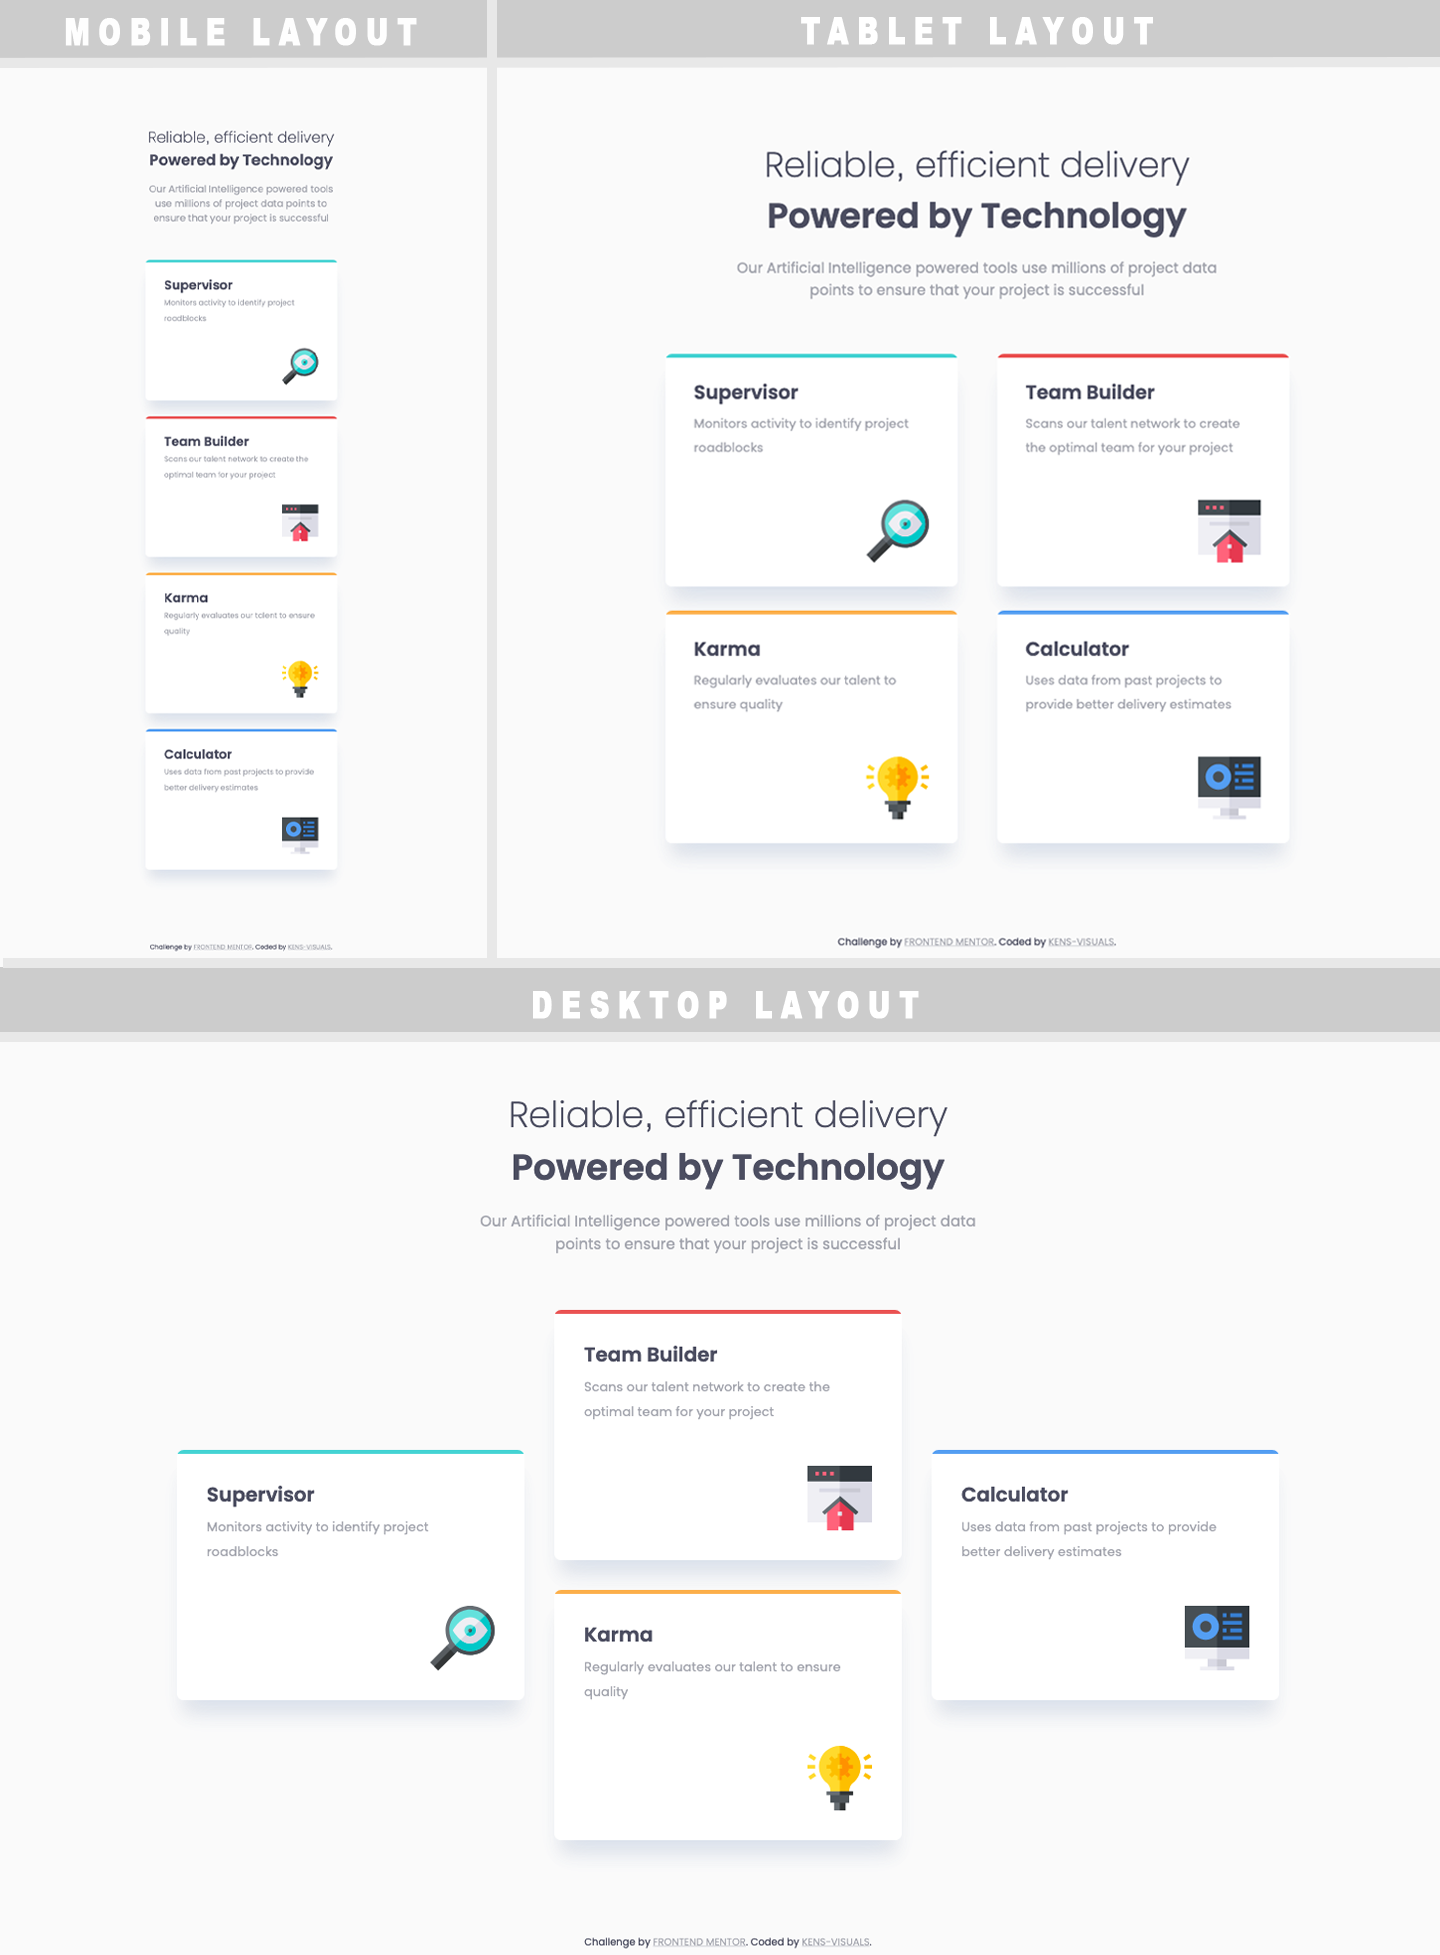 MOBILE LAYOUT
Reliable, efficient delivery
Powered by Technology
Our Artificial Intelligence powered tools
use millions of project data points to
ensure that your project is successful
Supervisor
Monitors activity to identify project
roadblocks
Team Builder
Scans our talent network to create the
optimal team for your project
Karma
Regularly evaluates our talent to ensure
quality
Calculator
Uses data from past projects to provide
better delivery estimates
Challenge by FRONTEND MENTOR. Coded by KENS-VISUALS.
TABLET LAYOUT
Reliable, efficient delivery
Powered by Technology
Our Artificial Intelligence powered tools use millions of project data
points to ensure that your project is successful
Supervisor
Monitors activity to identify project
roadblocks
Team Builder
Scans our talent network to create
the optimal team for your project
Karma
Regularly evaluates our talent to
ensure quality
Calculator
Uses data from past projects to
provide better delivery estimates
Challenge by FRONTEND MENTOR. Coded by KENS-VISUALS.
DESKTOP LAYOUT
Reliable, efficient delivery
Powered by Technology
Our Artificial Intelligence powered tools use millions of project data
points to ensure that your project is successful
Team Builder
Scans our talent network to create the
optimal team for your project
Supervisor
Monitors activity to identify project
roadblocks
Calculator
Uses data from past projects to provide
better delivery estimates
Karma
Regularly evaluates our talent to ensure
quality
Challenge by FRONTEND MENTOR. Coded by KENS-VISUALS.